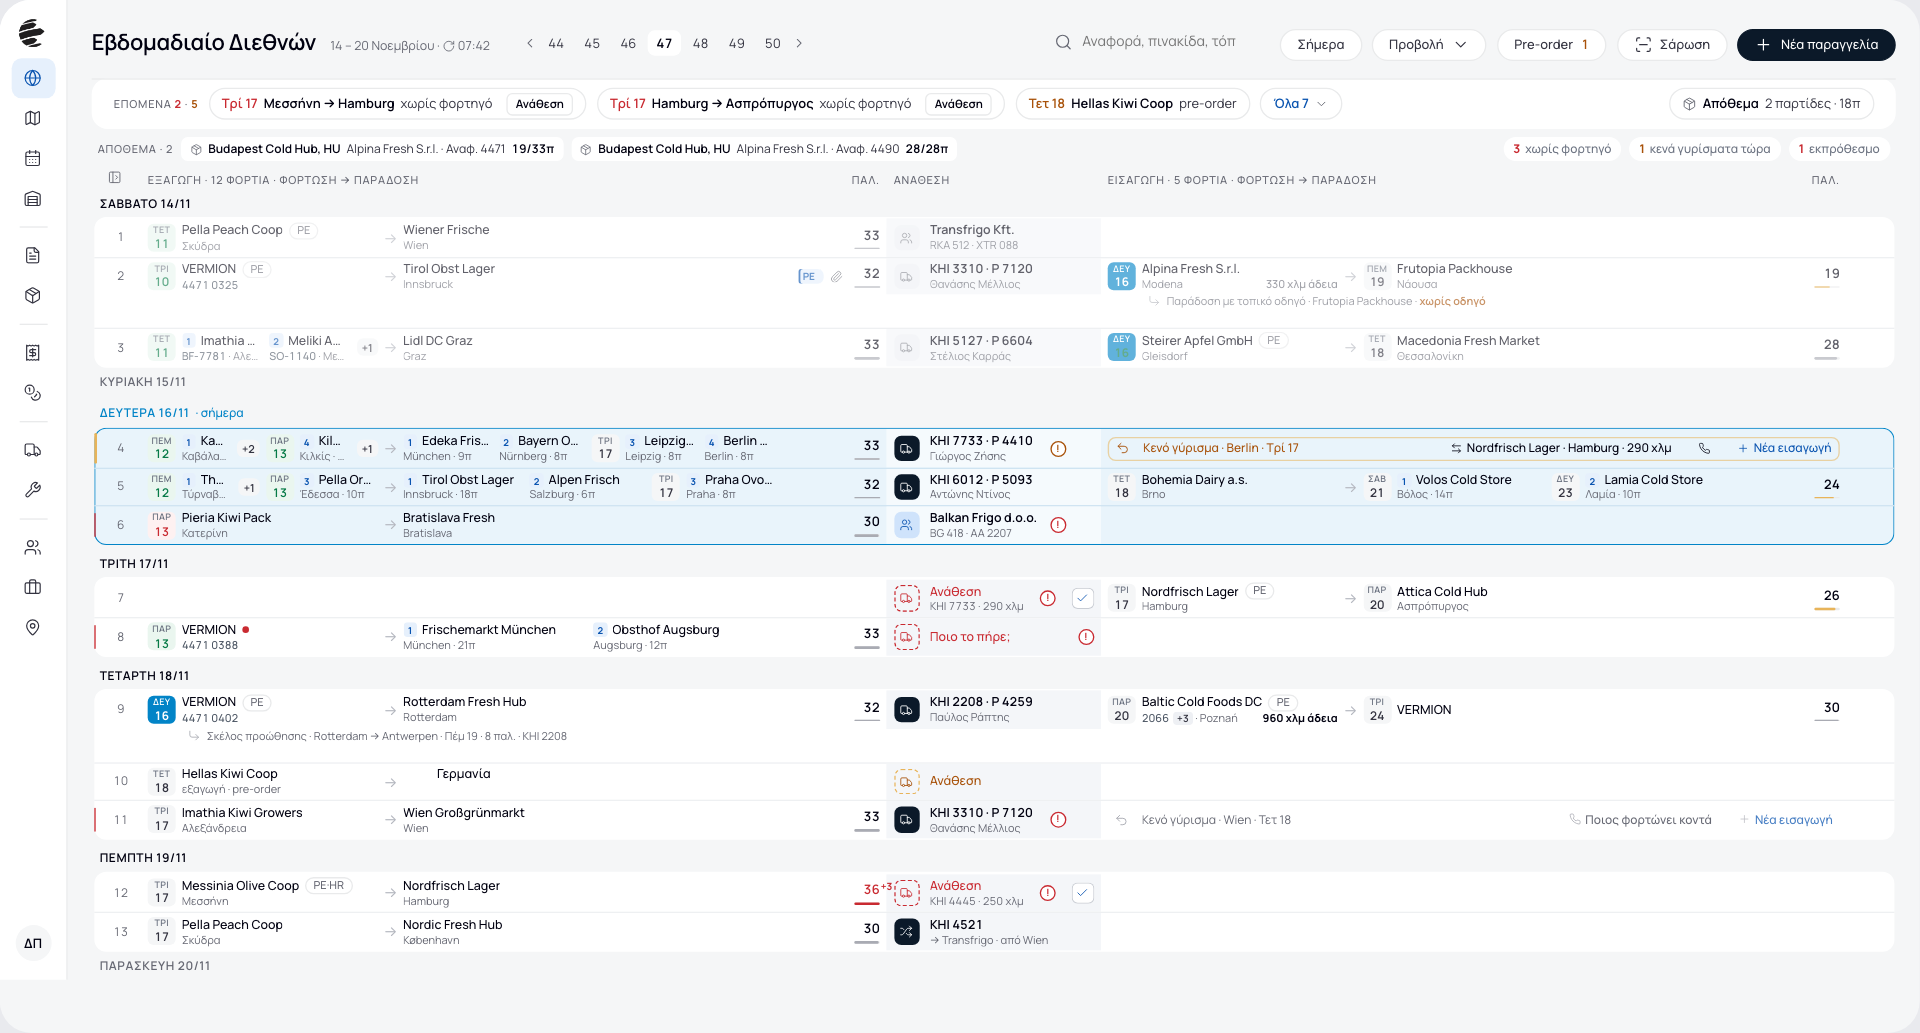 Εβδομαδιαίο Διεθνών 14 – 20 Νοεμβρίου · 07:42 44 45 46 47 48 49 50 Αναφορά, πινακίδα, τόπ Σήμερα Προβολή Pre-order 1 Σάρωση + Νέα παραγγελία
ΕΠΟΜΕΝΑ 2 · 5 Τρί 17 Μεσσήνη → Hamburg χωρίς φορτηγό Ανάθεση Τρί 17 Hamburg → Ασπρόπυργος χωρίς φορτηγό Ανάθεση Τετ 18 Hellas Kiwi Coop pre-order Όλα 7 Απόθεμα 2 παρτίδες · 18π
ΑΠΟΘΕΜΑ · 2 Budapest Cold Hub, HU Alpina Fresh S.r.l. · Αναφ. 4471 19/33π Budapest Cold Hub, HU Alpina Fresh S.r.l. · Αναφ. 4490 28/28π 3 χωρίς φορτηγό 1 κενά γυρίσματα τώρα 1 εκπρόθεσμο
ΕΞΑΓΩΓΗ · 12 ΦΟΡΤΙΑ · ΦΟΡΤΩΣΗ → ΠΑΡΑΔΟΣΗ ΠΑΛ. ΑΝΑΘΕΣΗ ΕΙΣΑΓΩΓΗ · 5 ΦΟΡΤΙΑ · ΦΟΡΤΩΣΗ → ΠΑΡΑΔΟΣΗ ΠΑΛ.
ΣΑΒΒΑΤΟ 14/11
1 ΤΕΤ 11 Pella Peach Coop PE → Wiener Frische 33 Transfrigo Kft.
Σκύδρα Wien RKA 512 · XTR 088
2 ΤΡΙ 10 VERMION PE → Tirol Obst Lager PE 32 ΚΗΙ 3310 · Ρ 7120 ΔΕΥ 16 Alpina Fresh S.r.l. → ΠΕΜ 19 Frutopia Packhouse 19
4471 0325 Innsbruck Θανάσης Μέλλιος Modena 330 χλμ άδεια Νάουσα
Παράδοση με τοπικό οδηγό · Frutopia Packhouse · χωρίς οδηγό
3 ΤΕΤ 11 1 Imathia ... 2 Meliki A... +1 → Lidl DC Graz 33 ΚΗΙ 5127 · Ρ 6604 ΔΕΥ 16 Steirer Apfel GmbH PE → ΤΕΤ 18 Macedonia Fresh Market 28
BF-7781 · Αλε... SO-1140 · Με... Graz Στέλιος Καρράς Gleisdorf Θεσσαλονίκη
ΚΥΡΙΑΚΗ 15/11
ΔΕΥΤΕΡΑ 16/11 · σήμερα
4 ΠΕΜ 12 1 Ka... +2 ΠΑΡ 13 4 Kil... +1 → 1 Edeka Fris... 2 Bayern O... ΤΡΙ 17 3 Leipzig... 4 Berlin ... 33 ΚΗΙ 7733 · Ρ 4410 Κενό γύρισμα · Berlin · Τρί 17 Nordfrisch Lager · Hamburg · 290 χλμ + Νέα εισαγωγή
Καβάλα... Κιλκίς · ... München · 9π Nürnberg · 8π Leipzig · 8π Berlin · 8π Γιώργος Ζήσης
5 ΠΕΜ 12 1 Th... +1 ΠΑΡ 13 3 Pella Or... → 1 Tirol Obst Lager 2 Alpen Frisch ΤΡΙ 17 3 Praha Ovo... 32 ΚΗΙ 6012 · Ρ 5093 ΤΕΤ 18 Bohemia Dairy a.s. → ΣΑΒ 21 1 Volos Cold Store ΔΕΥ 23 2 Lamia Cold Store 24
Τύρναβ... Έδεσσα · 10π Innsbruck · 18π Salzburg · 6π Praha · 8π Αντώνης Ντίνος Brno Βόλος · 14π Λαμία · 10π
6 ΠΑΡ 13 Pieria Kiwi Pack → Bratislava Fresh 30 Balkan Frigo d.o.o.
Κατερίνη Bratislava BG 418 · AA 2207
ΤΡΙΤΗ 17/11
7 Ανάθεση ΤΡΙ 17 Nordfrisch Lager PE → ΠΑΡ 20 Attica Cold Hub 26
ΚΗΙ 7733 · 290 χλμ Hamburg Ασπρόπυργος
8 ΠΑΡ 13 VERMION → 1 Frischemarkt München 2 Obsthof Augsburg 33 Ποιο το πήρε;
4471 0388 München · 21π Augsburg · 12π
ΤΕΤΑΡΤΗ 18/11
9 ΔΕΥ 16 VERMION PE → Rotterdam Fresh Hub 32 ΚΗΙ 2208 · Ρ 4259 ΠΑΡ 20 Baltic Cold Foods DC PE → ΤΡΙ 24 VERMION 30
4471 0402 Rotterdam Παύλος Ράπτης 2066 +3 · Poznań 960 χλμ άδεια
Σκέλος προώθησης · Rotterdam → Antwerpen · Πέμ 19 · 8 παλ. · ΚΗΙ 2208
10 ΤΕΤ 18 Hellas Kiwi Coop → Γερμανία Ανάθεση
εξαγωγή · pre-order
11 ΤΡΙ 17 Imathia Kiwi Growers → Wien Großgrünmarkt 33 ΚΗΙ 3310 · Ρ 7120 Κενό γύρισμα · Wien · Τετ 18 Ποιος φορτώνει κοντά + Νέα εισαγωγή
Αλεξάνδρεια Wien Θανάσης Μέλλιος
ΠΕΜΠΤΗ 19/11
12 ΤΡΙ 17 Messinia Olive Coop PE·HR → Nordfrisch Lager 36 +3 Ανάθεση
Μεσσήνη Hamburg ΚΗΙ 4445 · 250 χλμ
13 ΤΡΙ 17 Pella Peach Coop → Nordic Fresh Hub 30 ΚΗΙ 4521
Σκύδρα København → Transfrigo · από Wien
ΔΠ
ΠΑΡΑΣΚΕΥΗ 20/11